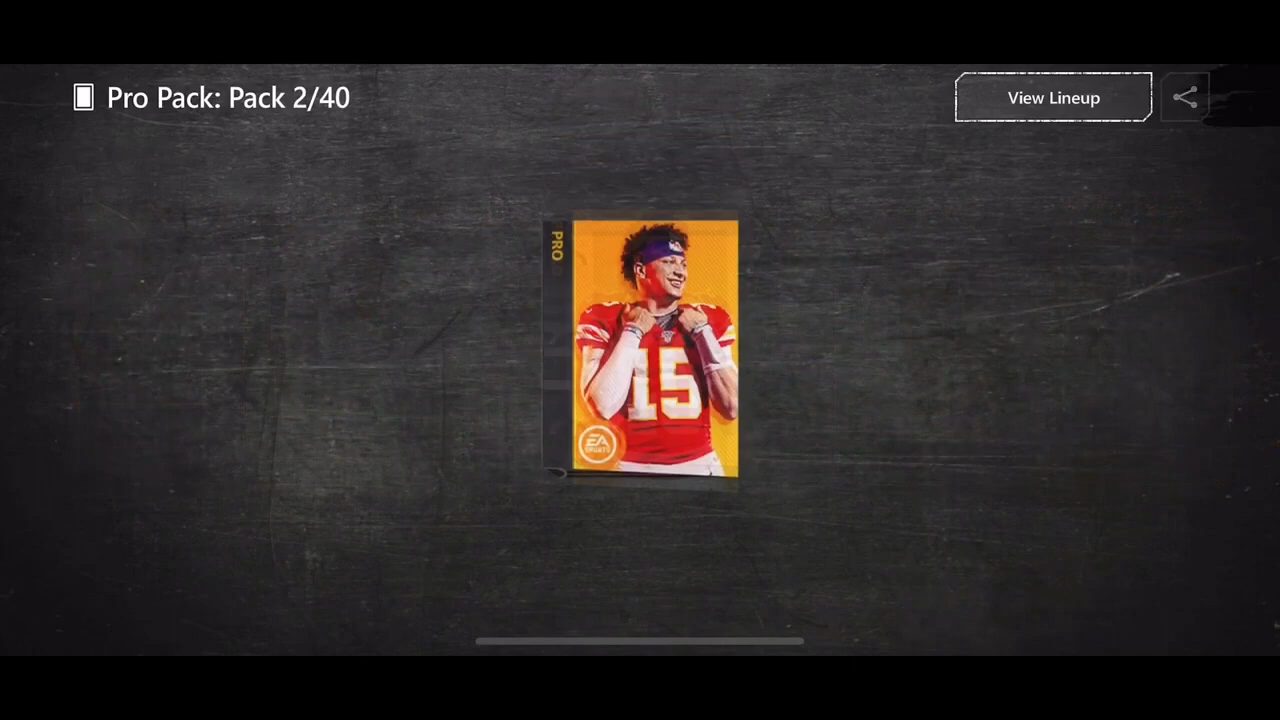 Pro Pack: Pack 2/40
View Lineup
PRO
15
EA
SPORTS